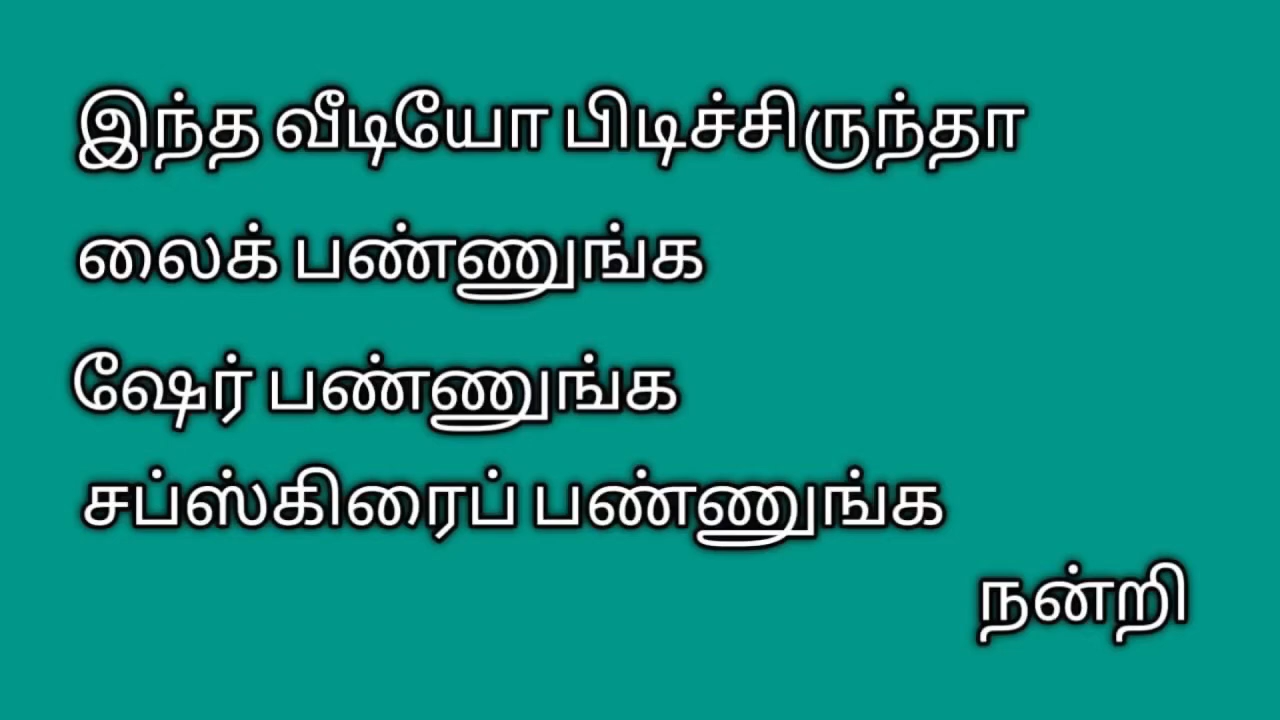 இந்த வீடியோ பிடிச்சிருந்தா
லைக் பண்ணுங்க
ஷேர் பண்ணுங்க
சப்ஸ்கிரைப் பண்ணுங்க
நன்றி